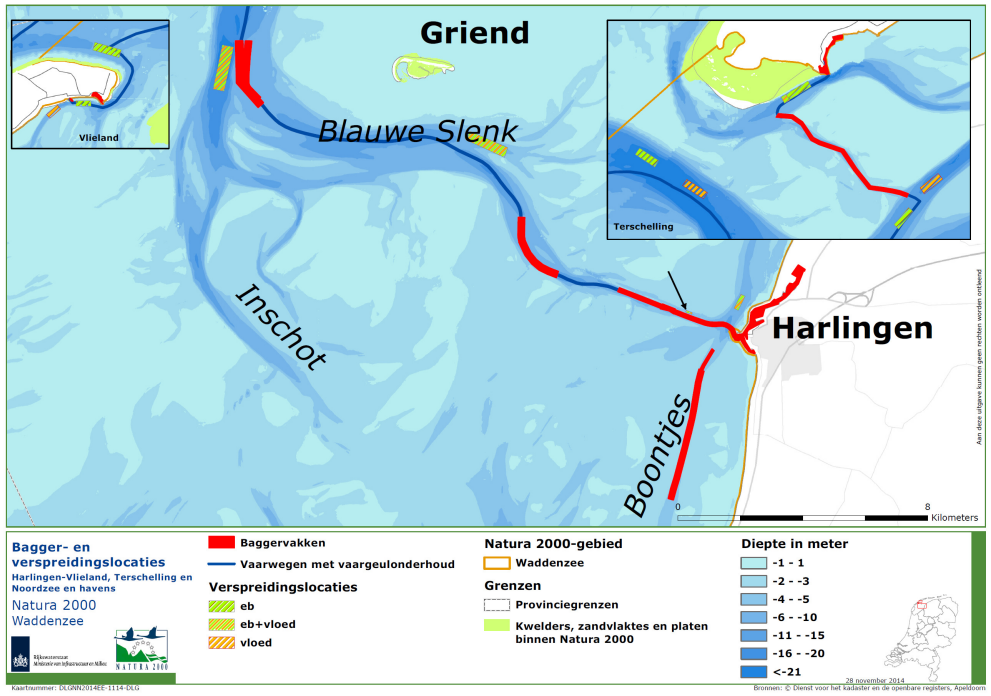 Griend
Blauwe Slenk
Vlieland
Terschelling
Inschot
Harlingen
Boontjes
Aan deze uitgave kunnen geen rechten worden ontleend
0 8
Kilometers
Bagger- en
verspreidingslocaties
Harlingen-Vlieland, Terschelling en
Noordzee en havens
Natura 2000
Waddenzee
Rijkswaterstaat
Ministerie van Infrastructuur en Milieu
NATURA 2000
Baggervakken
Vaarwegen met vaargeulonderhoud
Verspreidingslocaties
eb
eb+vloed
vloed
Natura 2000-gebied
Waddenzee
Grenzen
Provinciegrenzen
Kwelders, zandvlaktes en platen
binnen Natura 2000
Diepte in meter
-1 - 1
-2 - -3
-4 - -5
-6 - -10
-11 - -15
-16 - -20
<-21
28 november 2014
Kaartnummer: DLGNN2014EE-1114-DLG
Bronnen: © Dienst voor het kadaster en de openbare registers, Apeldoorn